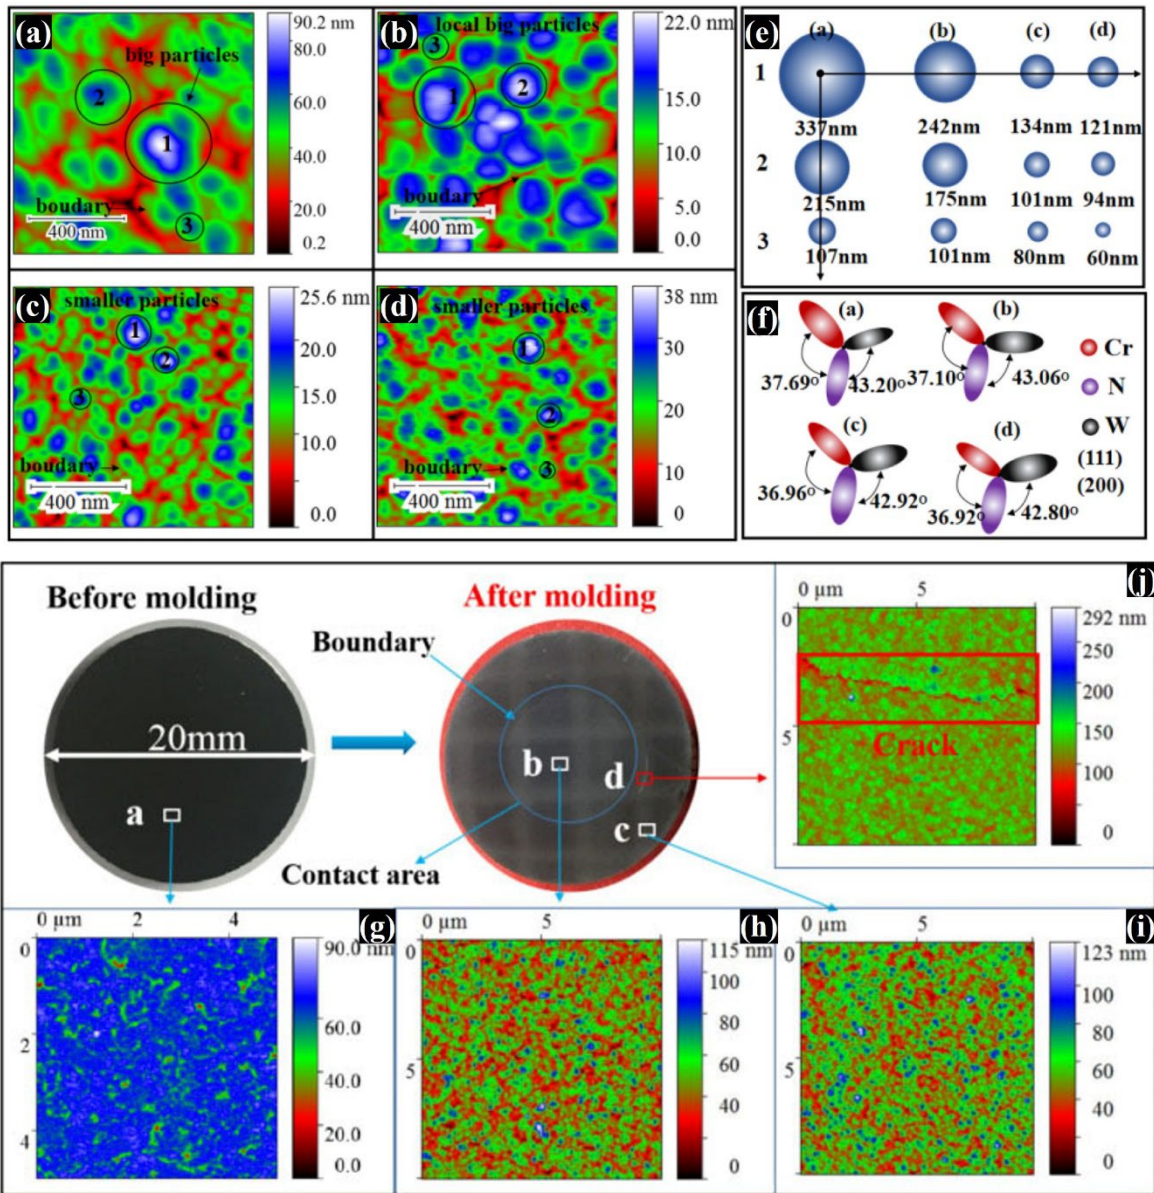 (a)
big particles
2
1
boudary
3
400 nm
90.2 nm
80.0
60.0
40.0
20.0
0.2
(b)
local big particles
3
1
2
boudary
400 nm
22.0 nm
15.0
10.0
5.0
0.0
(e)
(a) (b) (c) (d)
1
337nm 242nm 134nm 121nm
2
215nm 175nm 101nm 94nm
3
107nm 101nm 80nm 60nm
(c)
smaller particles
1
2
3
boudary
400 nm
25.6 nm
20.0
15.0
10.0
0.0
(d)
smaller particles
1
2
boudary
3
400 nm
38 nm
30
20
10
0
(f)
(a) (b)
37.69° 43.20° 37.10° 43.06°
(c) (d)
36.96° 42.92° 36.92° 42.80°
Cr
N
W
(111)
(200)
Before molding
20mm
a
After molding
Boundary
b
d
c
Contact area
(j)
0 µm 5
0
5
Crack
292 nm
250
200
150
100
50
0
(g)
0 µm 2 4
0
2
4
90.0 nm
60.0
40.0
20.0
0.0
(h)
5
0
5
115 nm
80
60
40
0
(i)
0 µm 5
0
5
123 nm
100
80
60
40
0